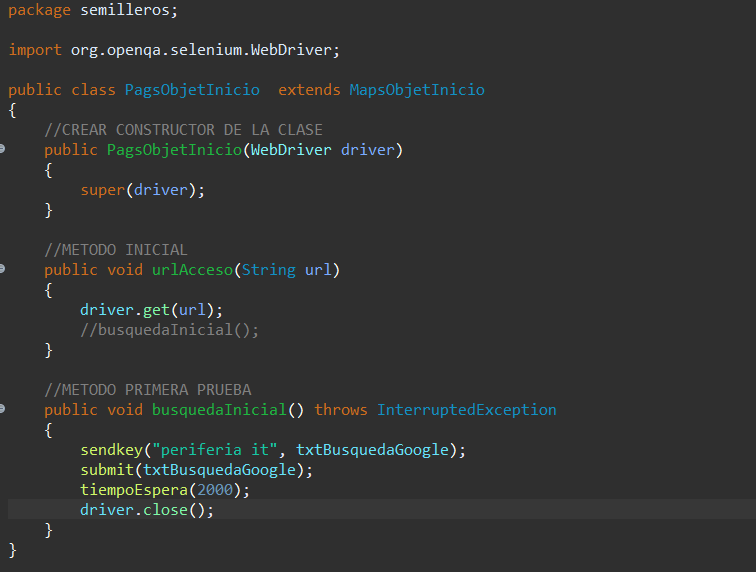 package semilleros;
import org.openqa.selenium.WebDriver;
public class PagsObjetInicio  extends MapsObjetInicio
{
    //CREAR CONSTRUCTOR DE LA CLASE
    public PagsObjetInicio(WebDriver driver)
    {
        super(driver);
    }
    //METODO INICIAL
    public void urlAcceso(String url)
    {
        driver.get(url);
        //busquedaInicial();
    }
    //METODO PRIMERA PRUEBA
    public void busquedaInicial() throws InterruptedException
    {
        sendkey("periferia it", txtBusquedaGoogle);
        submit(txtBusquedaGoogle);
        tiempoEspera(2000);
        driver.close();
    }
}